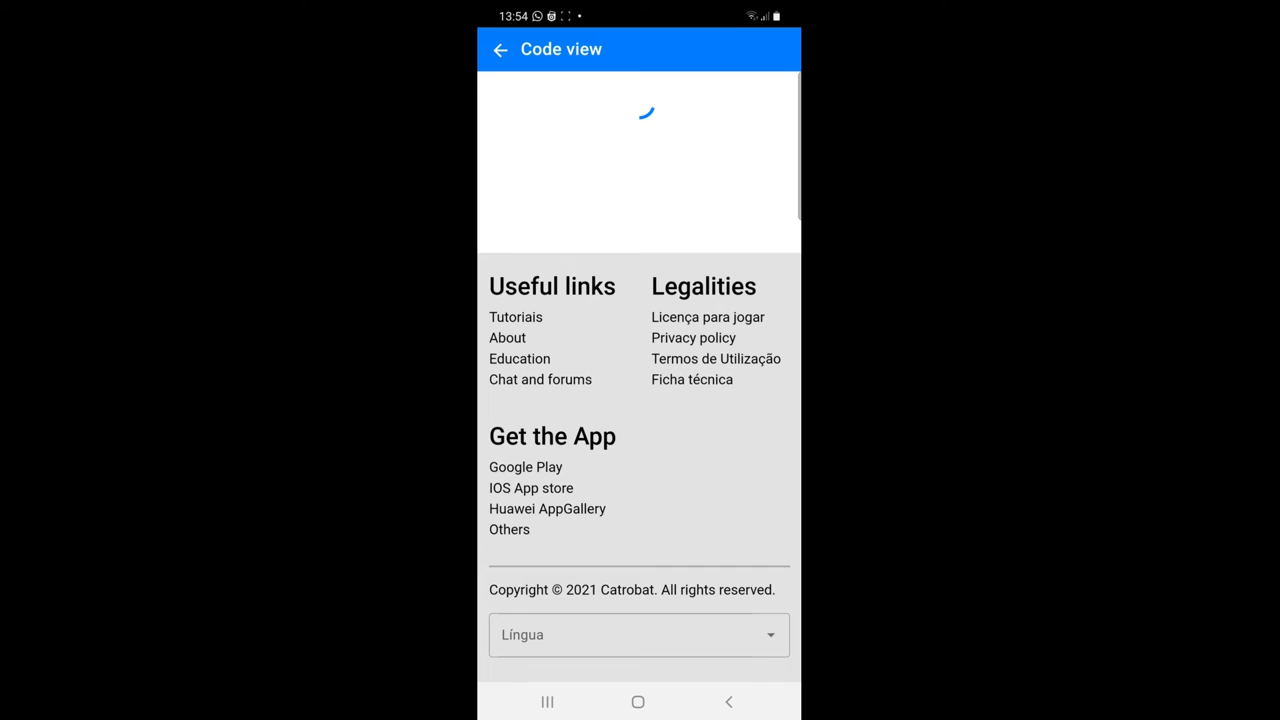 13:54
Code view
Useful links
Tutoriais
About
Education
Chat and forums
Legalities
Licença para jogar
Privacy policy
Termos de Utilização
Ficha técnica
Get the App
Google Play
IOS App store
Huawei AppGallery
Others
Copyright © 2021 Catrobat. All rights reserved.
Língua